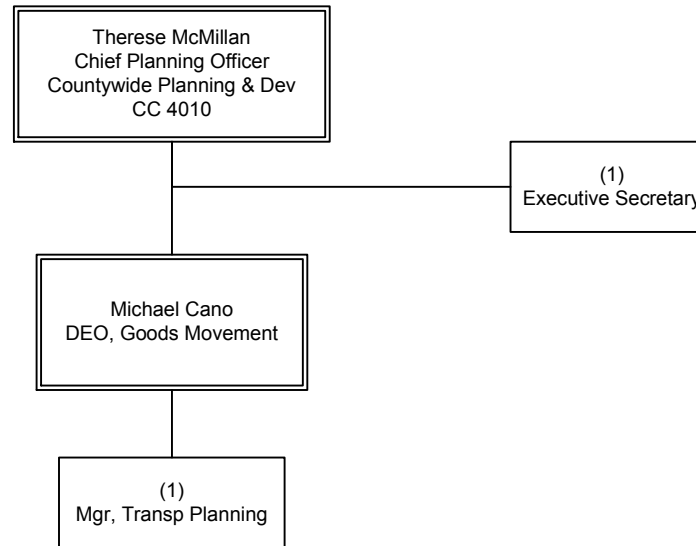 Therese McMillan
Chief Planning Officer
Countywide Planning & Dev
CC 4010
(1)
Executive Secretary
Michael Cano
DEO, Goods Movement
(1)
Mgr, Transp Planning